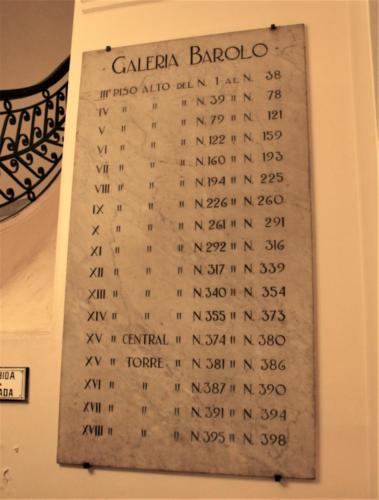 GALERIA BAROLO
III PISO ALTO DEL N. 1 AL N. 38
IV " " " N. 39 " N. 78
V " " " N. 79 " N. 121
VI " " " N. 122 " N. 159
VII " " " N. 160 " N. 193
VIII " " " N. 194 " N. 225
IX " " " N. 226 " N. 260
X " " " N. 261 " N. 291
XI " " " N. 292 " N. 316
XII " " " N. 317 " N. 339
XIII " " " N. 340 " N. 354
XIV " " " N. 355 " N. 373
XV " CENTRAL " N. 374 " N. 380
XV " TORRE " N. 381 " N. 386
XVI " " " N. 387 " N. 390
XVII " " " N. 391 " N. 394
XVIII " " " N. 395 " N. 398